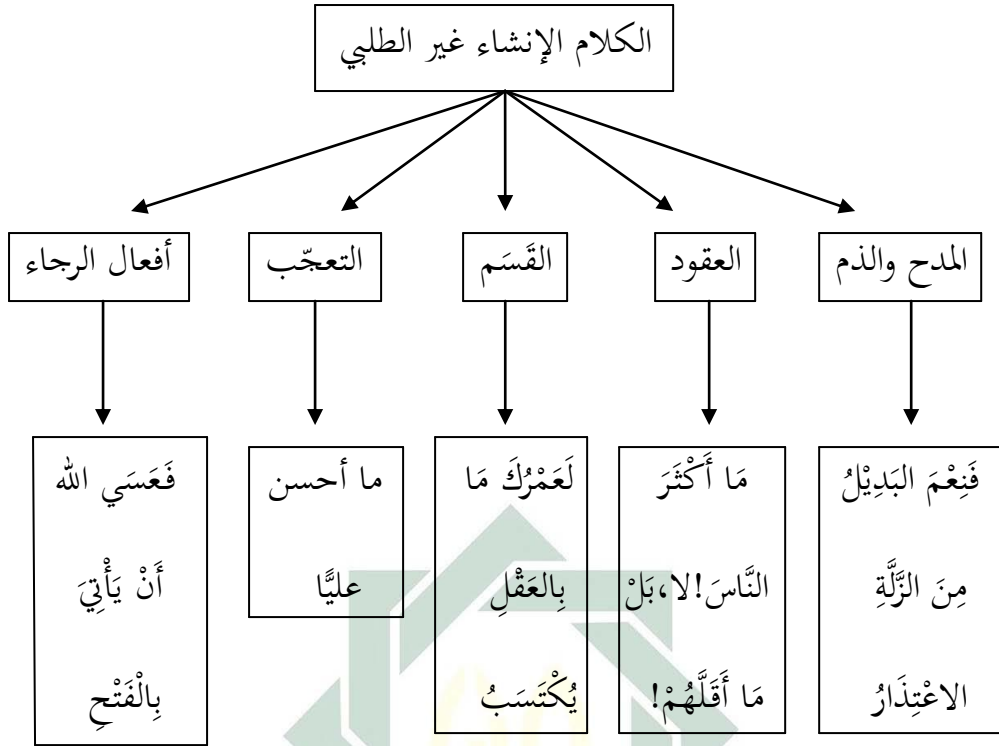 الكلام الإنشاء غير الطلبي
المدح والذم
العقود
القَسَم
التعجّب
أفعال الرجاء
فَنِعْمَ البَدِيْلُ
مِنَ الزَّلَّةِ
الاعْتِذَارُ
مَا أَكْثَرَ
النَّاسَ!لا،بَلْ
مَا أَقَلَّهُمْ!
لَعَمْرُكَ مَا
بِالعَقْلِ
يُكْتَسَبُ
ما أحسن
عليًّا
فَعَسَي الله
أَنْ يَأْتِيَ
بِالْفَتْحِ